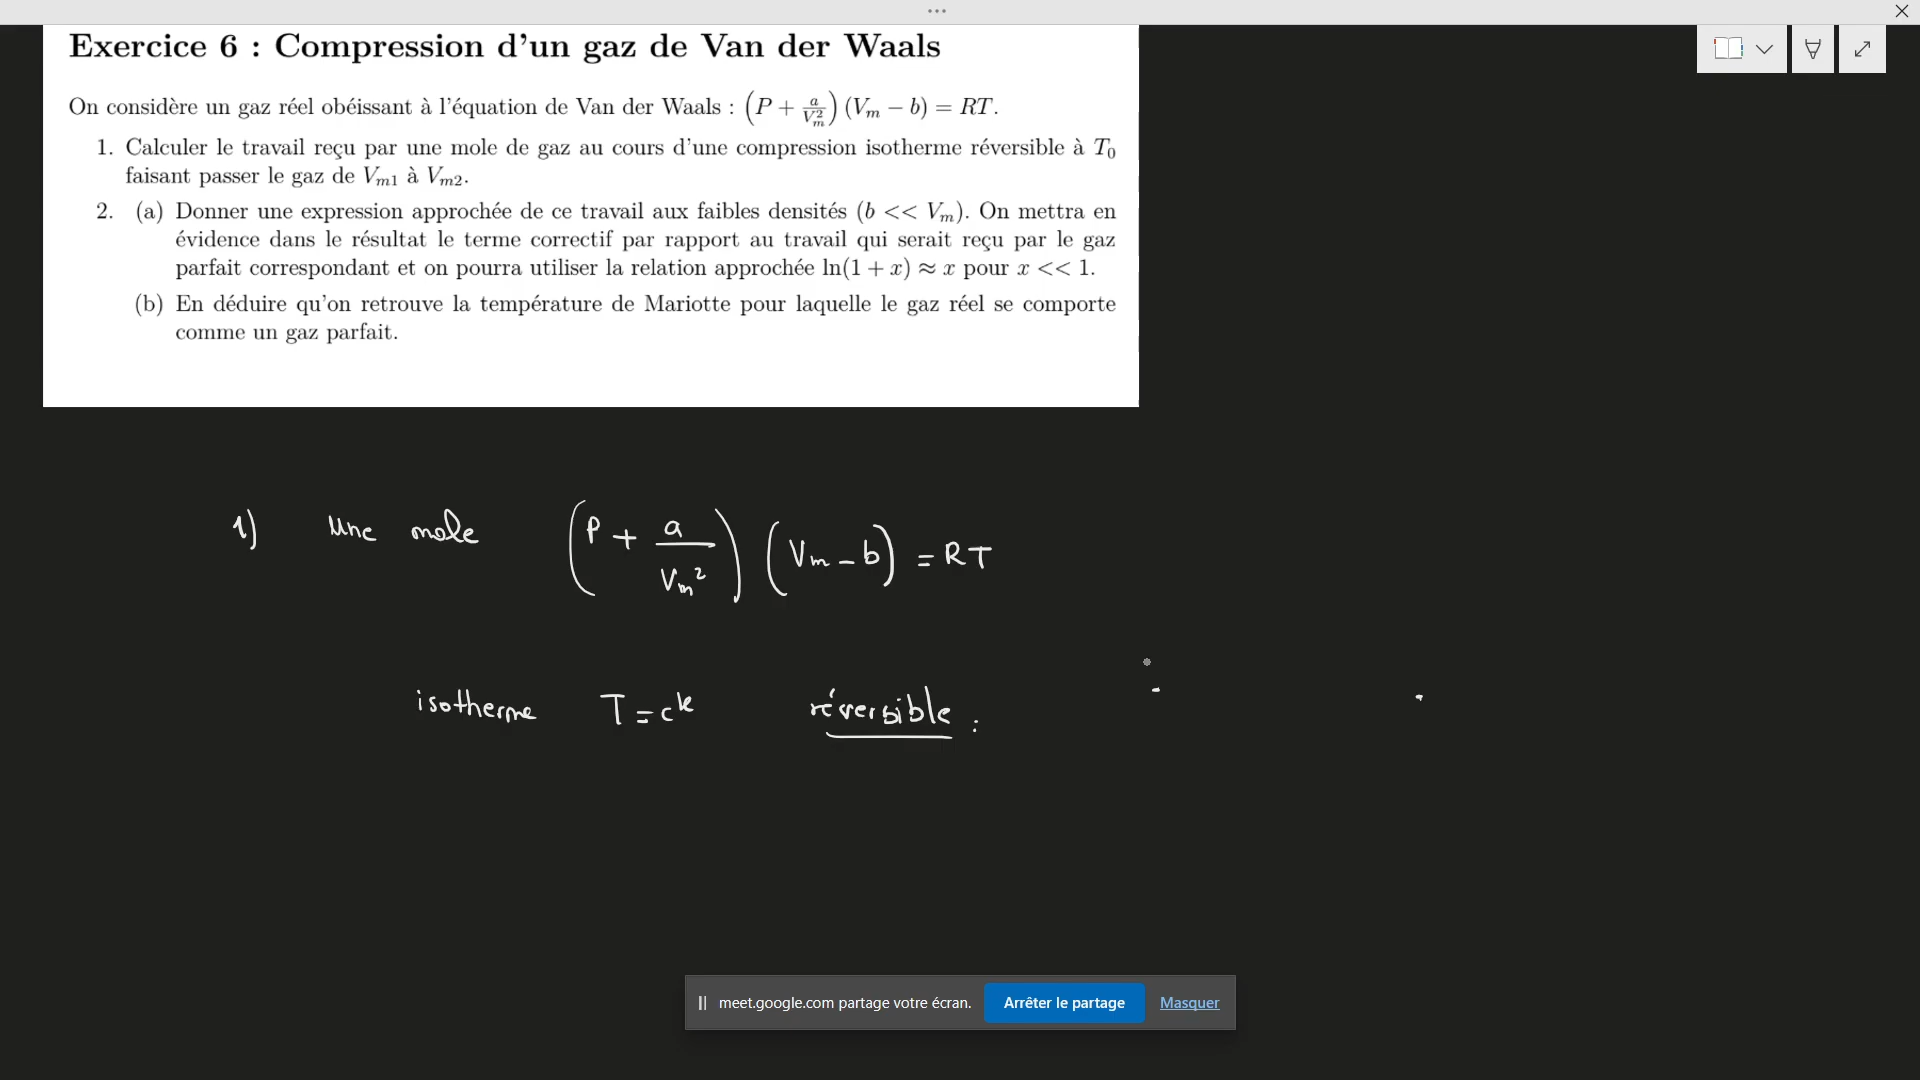 Exercice 6 : Compression d'un gaz de Van der Waals
On considère un gaz réel obéissant à l'équation de Van der Waals : (P + a/V_m^2) (V_m − b) = RT.
1. Calculer le travail reçu par une mole de gaz au cours d'une compression isotherme réversible à T_0
faisant passer le gaz de V_m1 à V_m2.
2. (a) Donner une expression approchée de ce travail aux faibles densités (b << V_m). On mettra en
évidence dans le résultat le terme correctif par rapport au travail qui serait reçu par le gaz
parfait correspondant et on pourra utiliser la relation approchée ln(1 + x) ≈ x pour x << 1.
(b) En déduire qu'on retrouve la température de Mariotte pour laquelle le gaz réel se comporte
comme un gaz parfait.
1) Une mole (P + a/V_m^2) (V_m − b) = RT
isotherme T = cte réversible :
meet.google.com partage votre écran. Arrêter le partage Masquer